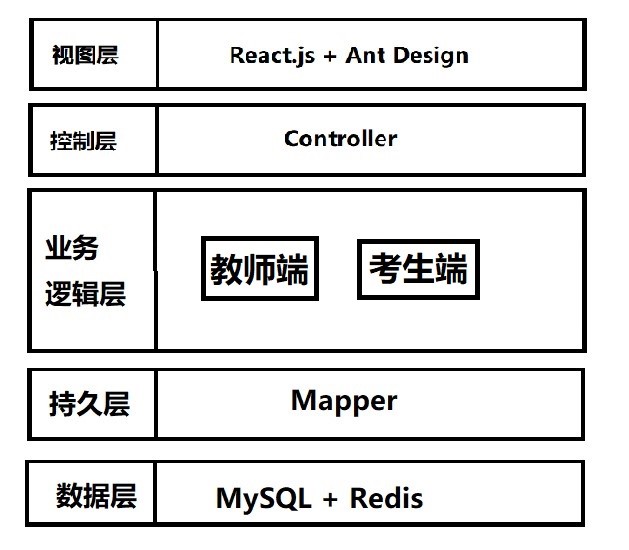 视图层
React.js + Ant Design
控制层
Controller
业务
逻辑层
教师端
考生端
持久层
Mapper
数据层
MySQL + Redis